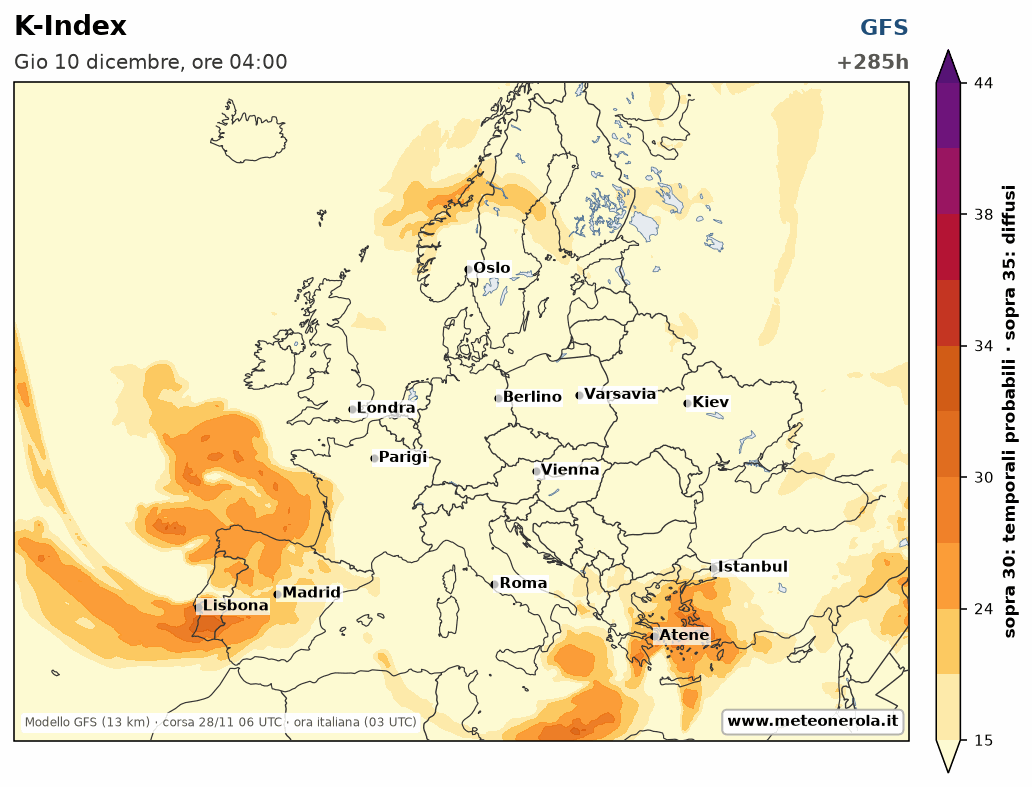 K-Index
GFS
Gio 10 dicembre, ore 04:00
+285h
44
38
34
30
24
15
sopra 30: temporali probabili · sopra 35: diffusi
Oslo
Londra
Berlino
Varsavia
Kiev
Parigi
Vienna
Istanbul
Roma
Madrid
Lisbona
Atene
Modello GFS (13 km) · corsa 28/11 06 UTC · ora italiana (03 UTC)
www.meteonerola.it